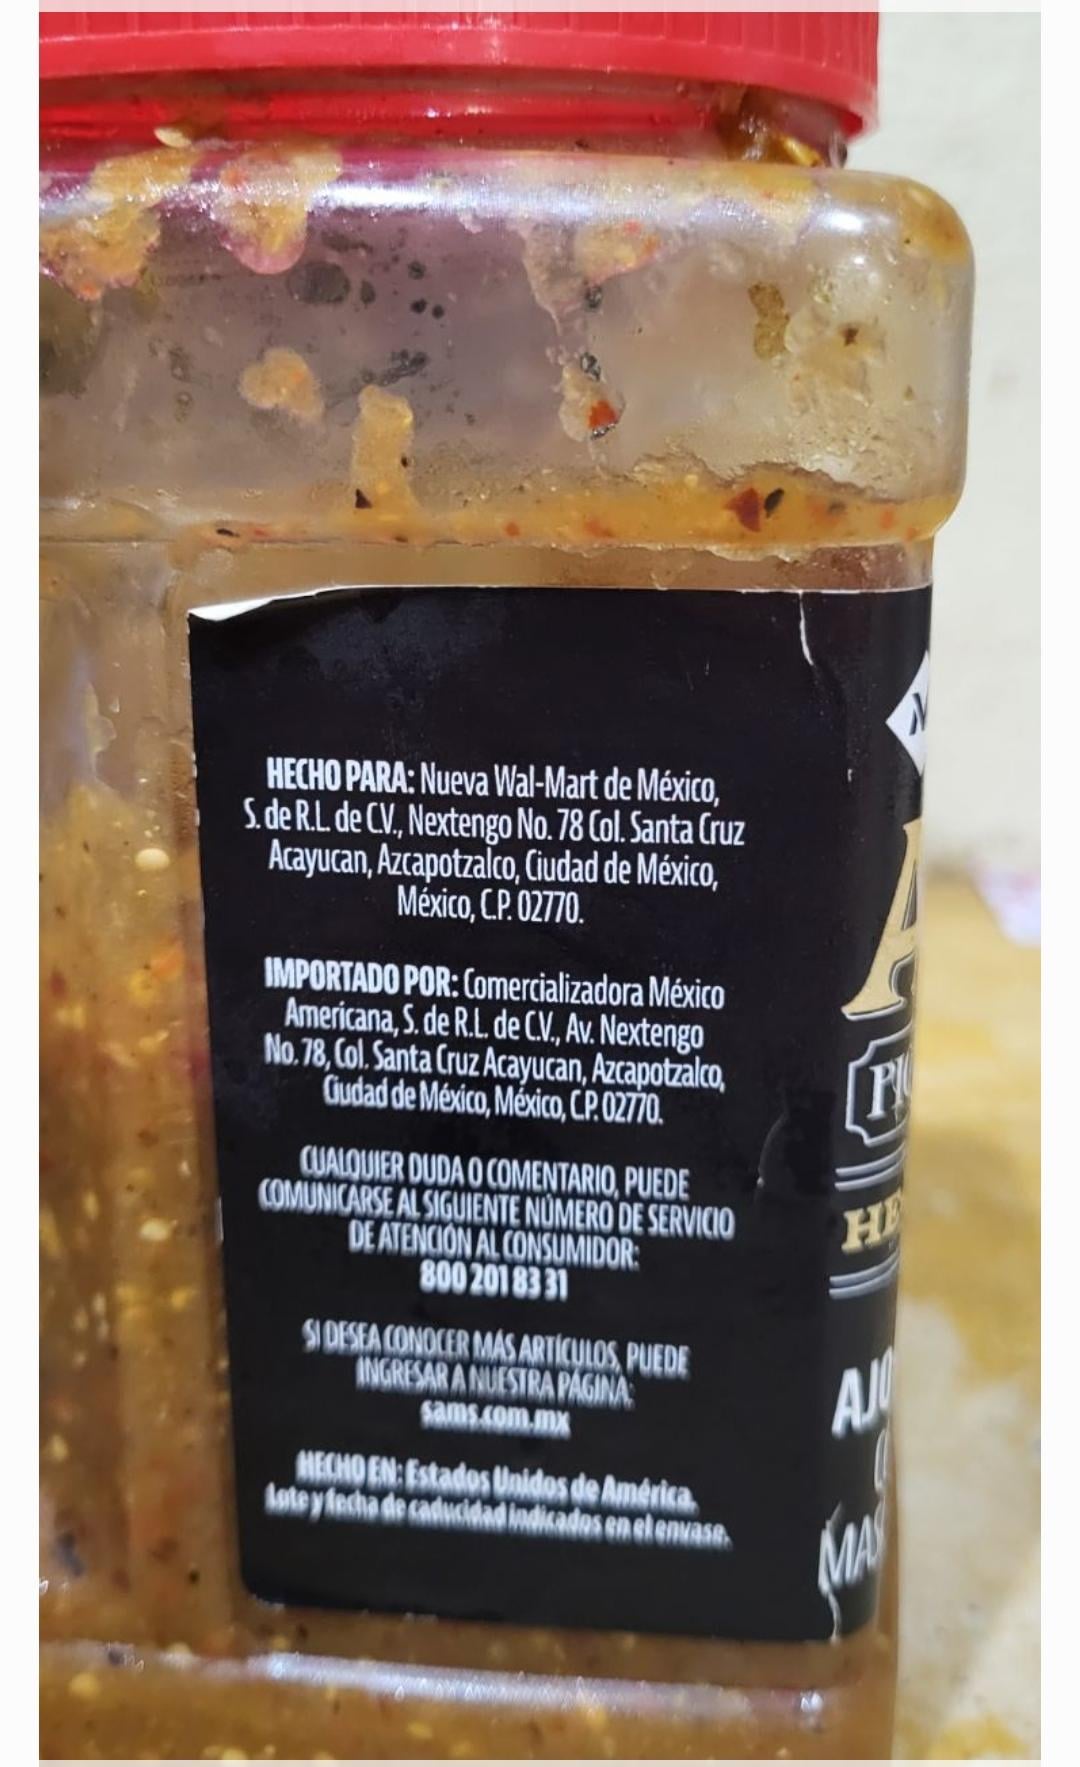 HECHO PARA: Nueva Wal-Mart de México,
S. de R.L. de C.V., Nextengo No. 78 Col. Santa Cruz
Acayucan, Azcapotzalco, Ciudad de México,
México, C.P. 02770.
IMPORTADO POR: Comercializadora México
Americana, S. de R.L. de C.V., Av. Nextengo
No. 78, Col. Santa Cruz Acayucan, Azcapotzalco,
Ciudad de México, México, C.P. 02770.
CUALQUIER DUDA O COMENTARIO, PUEDE
COMUNICARSE AL SIGUIENTE NÚMERO DE SERVICIO
DE ATENCIÓN AL CONSUMIDOR:
800 201 83 31
SI DESEA CONOCER MÁS ARTÍCULOS, PUEDE
INGRESAR A NUESTRA PÁGINA:
sams.com.mx
HECHO EN: Estados Unidos de América.
Lote y fecha de caducidad indicados en el envase.